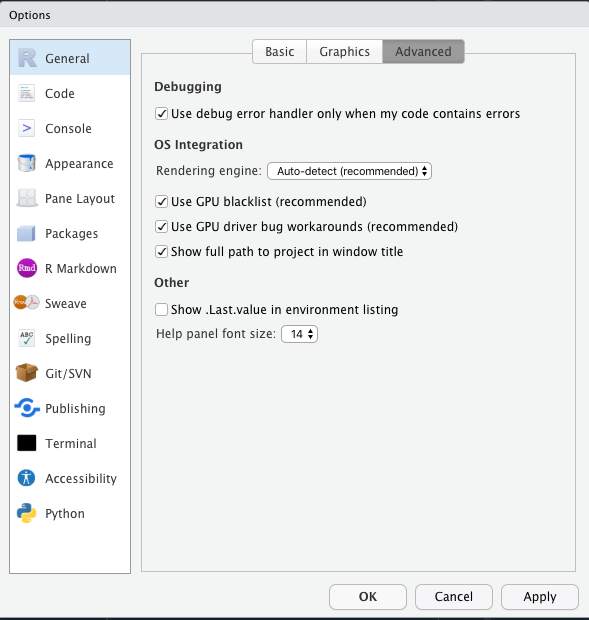 Options
General
Code
Console
Appearance
Pane Layout
Packages
Rmd R Markdown
Sweave
ABC Spelling
Git/SVN
Publishing
Terminal
Accessibility
Python
Basic Graphics Advanced
Debugging
Use debug error handler only when my code contains errors
OS Integration
Rendering engine: Auto-detect (recommended)
Use GPU blacklist (recommended)
Use GPU driver bug workarounds (recommended)
Show full path to project in window title
Other
Show .Last.value in environment listing
Help panel font size: 14
OK Cancel Apply